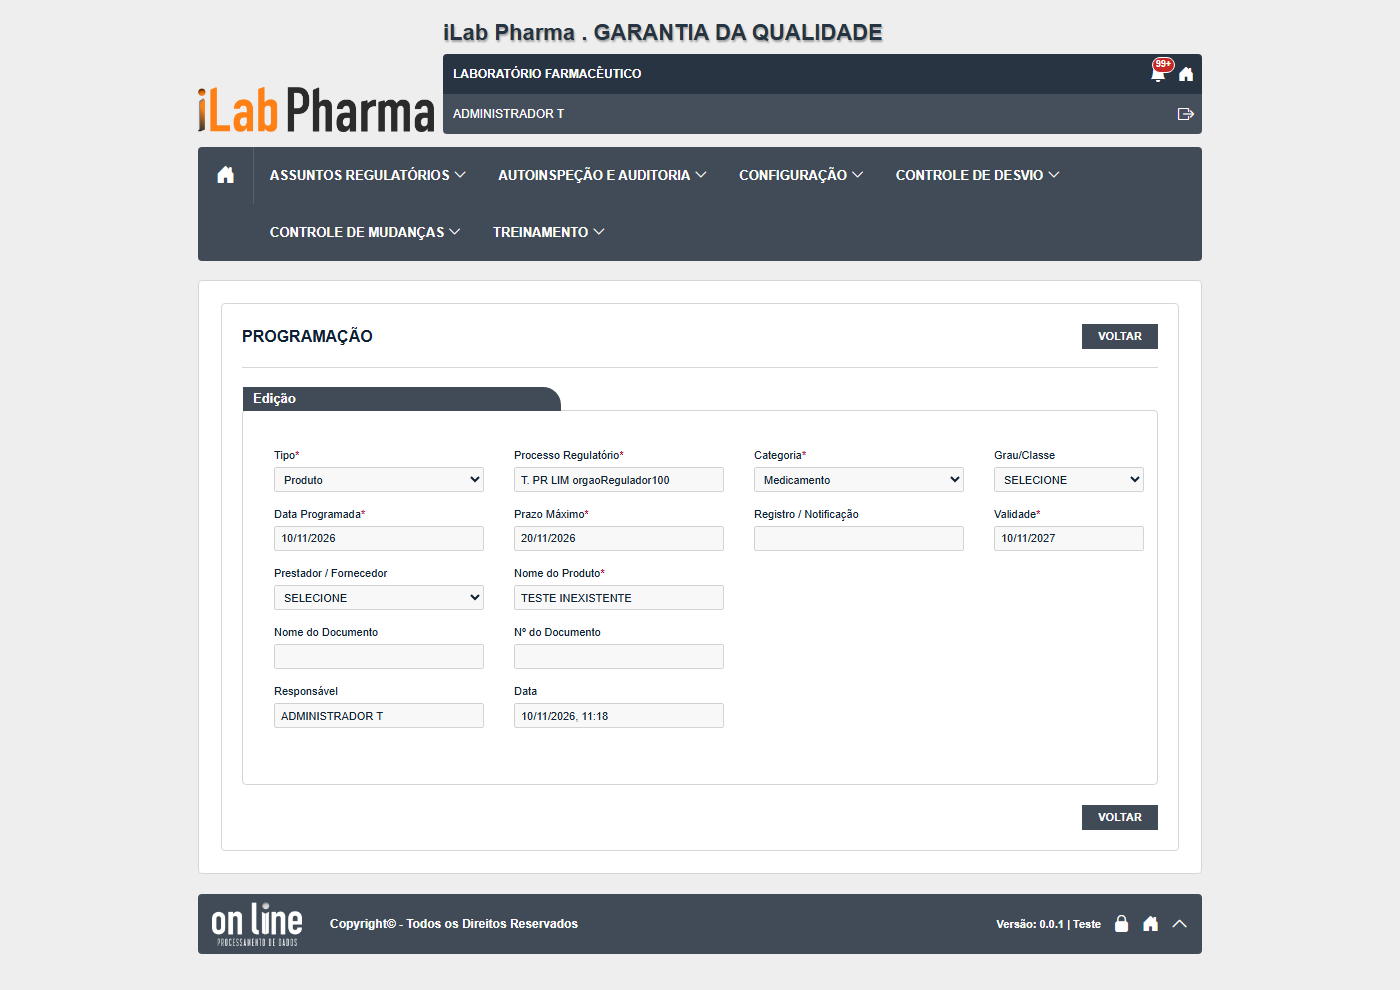 iLab Pharma . GARANTIA DA QUALIDADE
iLab Pharma
LABORATÓRIO FARMACÊUTICO
99+
ADMINISTRADOR T
ASSUNTOS REGULATÓRIOS
AUTOINSPEÇÃO E AUDITORIA
CONFIGURAÇÃO
CONTROLE DE DESVIO
CONTROLE DE MUDANÇAS
TREINAMENTO
PROGRAMAÇÃO
VOLTAR
Edição
Tipo* Processo Regulatório* Categoria* Grau/Classe
Produto T. PR LIM orgaoRegulador100 Medicamento SELECIONE
Data Programada* Prazo Máximo* Registro / Notificação Validade*
10/11/2026 20/11/2026 10/11/2027
Prestador / Fornecedor Nome do Produto*
SELECIONE TESTE INEXISTENTE
Nome do Documento Nº do Documento
Responsável Data
ADMINISTRADOR T 10/11/2026, 11:18
VOLTAR
on line
PROCESSAMENTO DE DADOS
Copyright© - Todos os Direitos Reservados
Versão: 0.0.1 | Teste